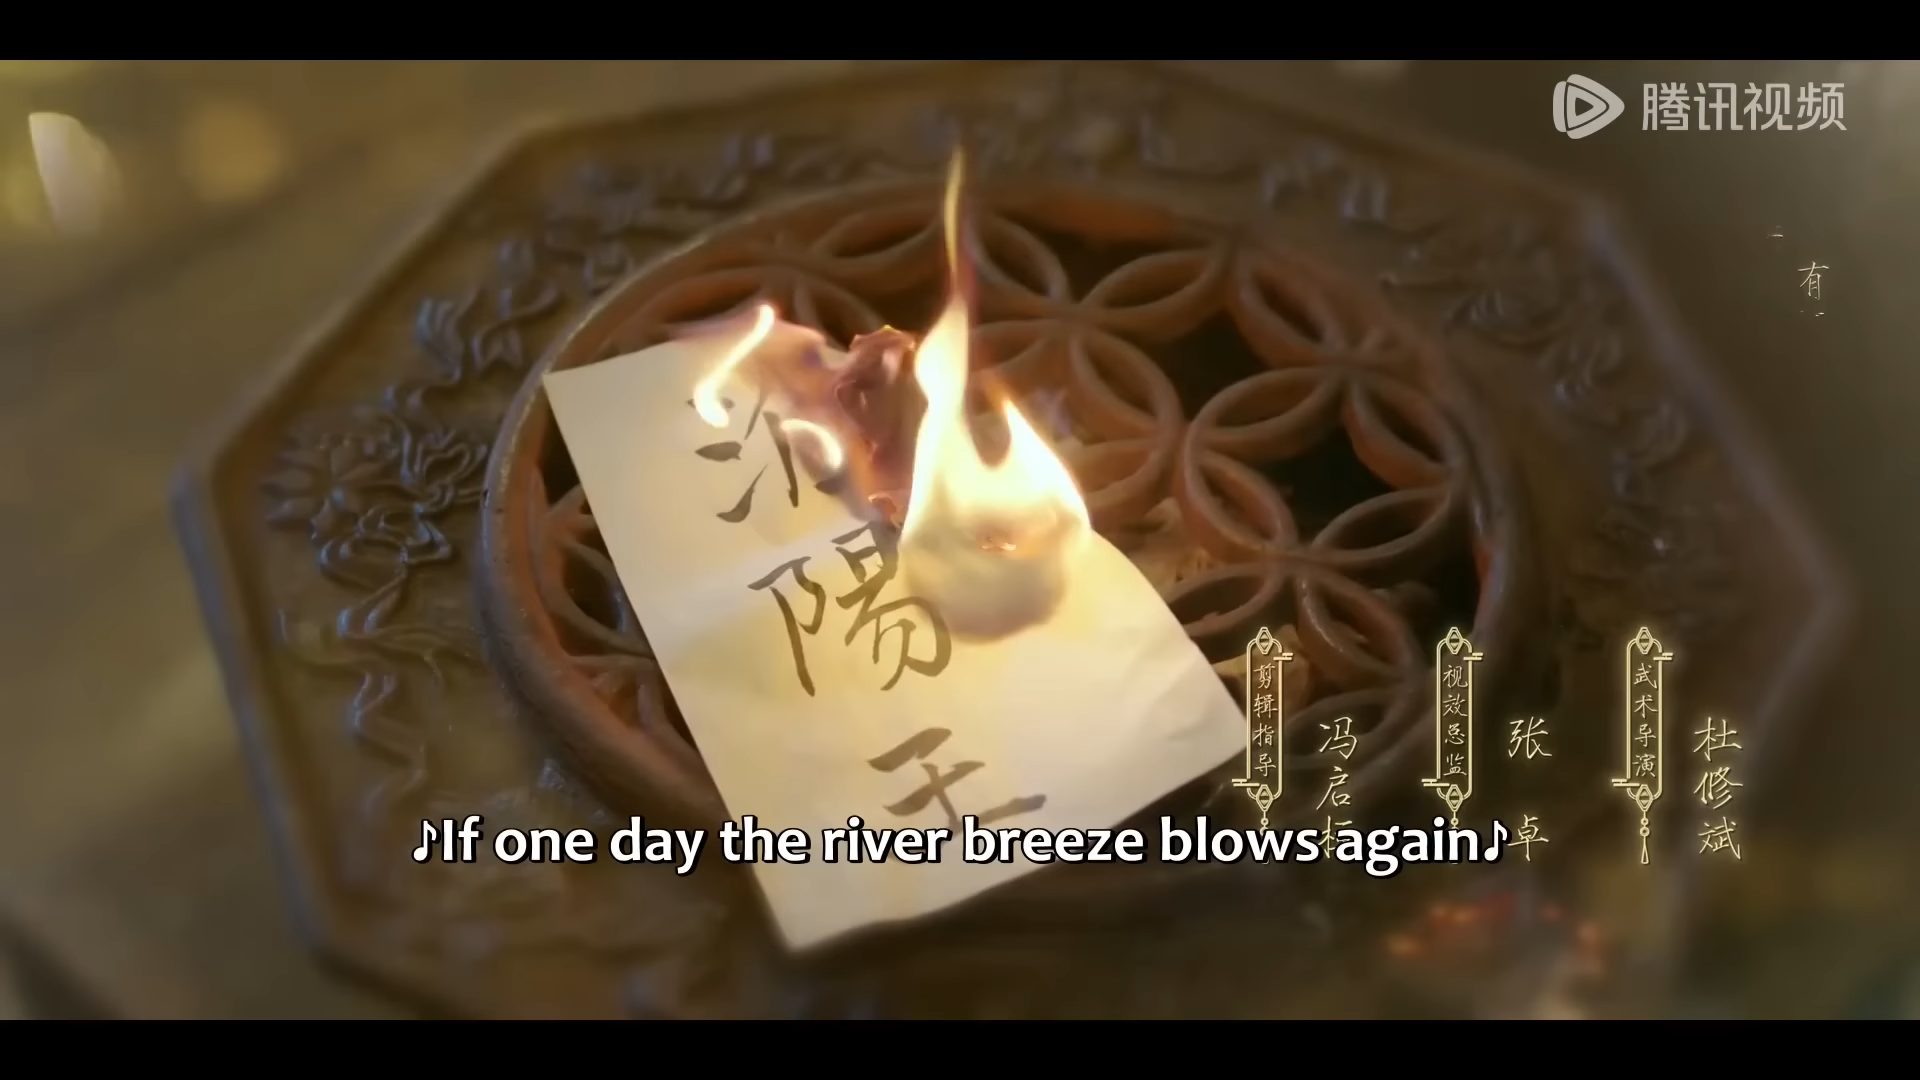 腾讯视频
有
陽
王
武术导演
杜修斌
视效总监
张卓
剪辑指导
冯启
♪If one day the river breeze blows again♪